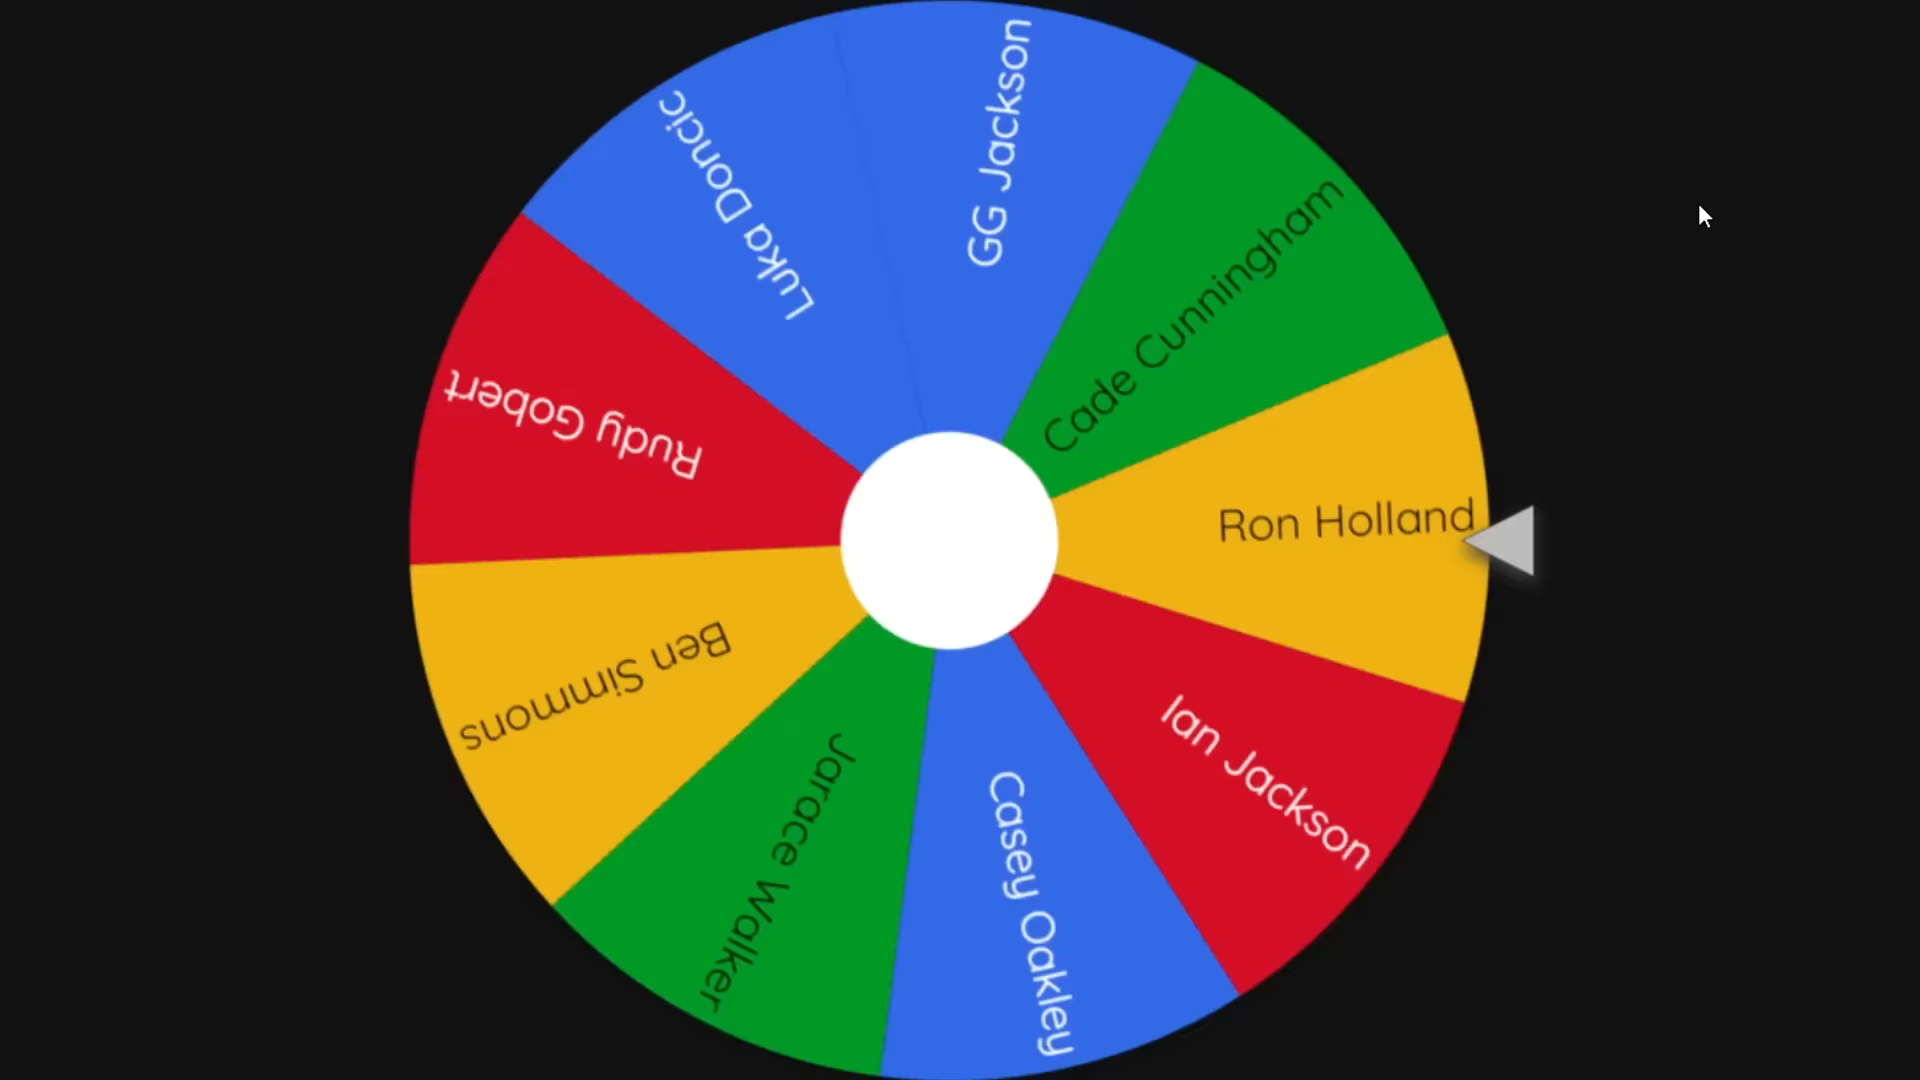 GG Jackson
Cade Cunningham
Ron Holland
Ian Jackson
Casey Oakley
Jarace Walker
Ben Simmons
Rudy Gobert
Luka Doncic